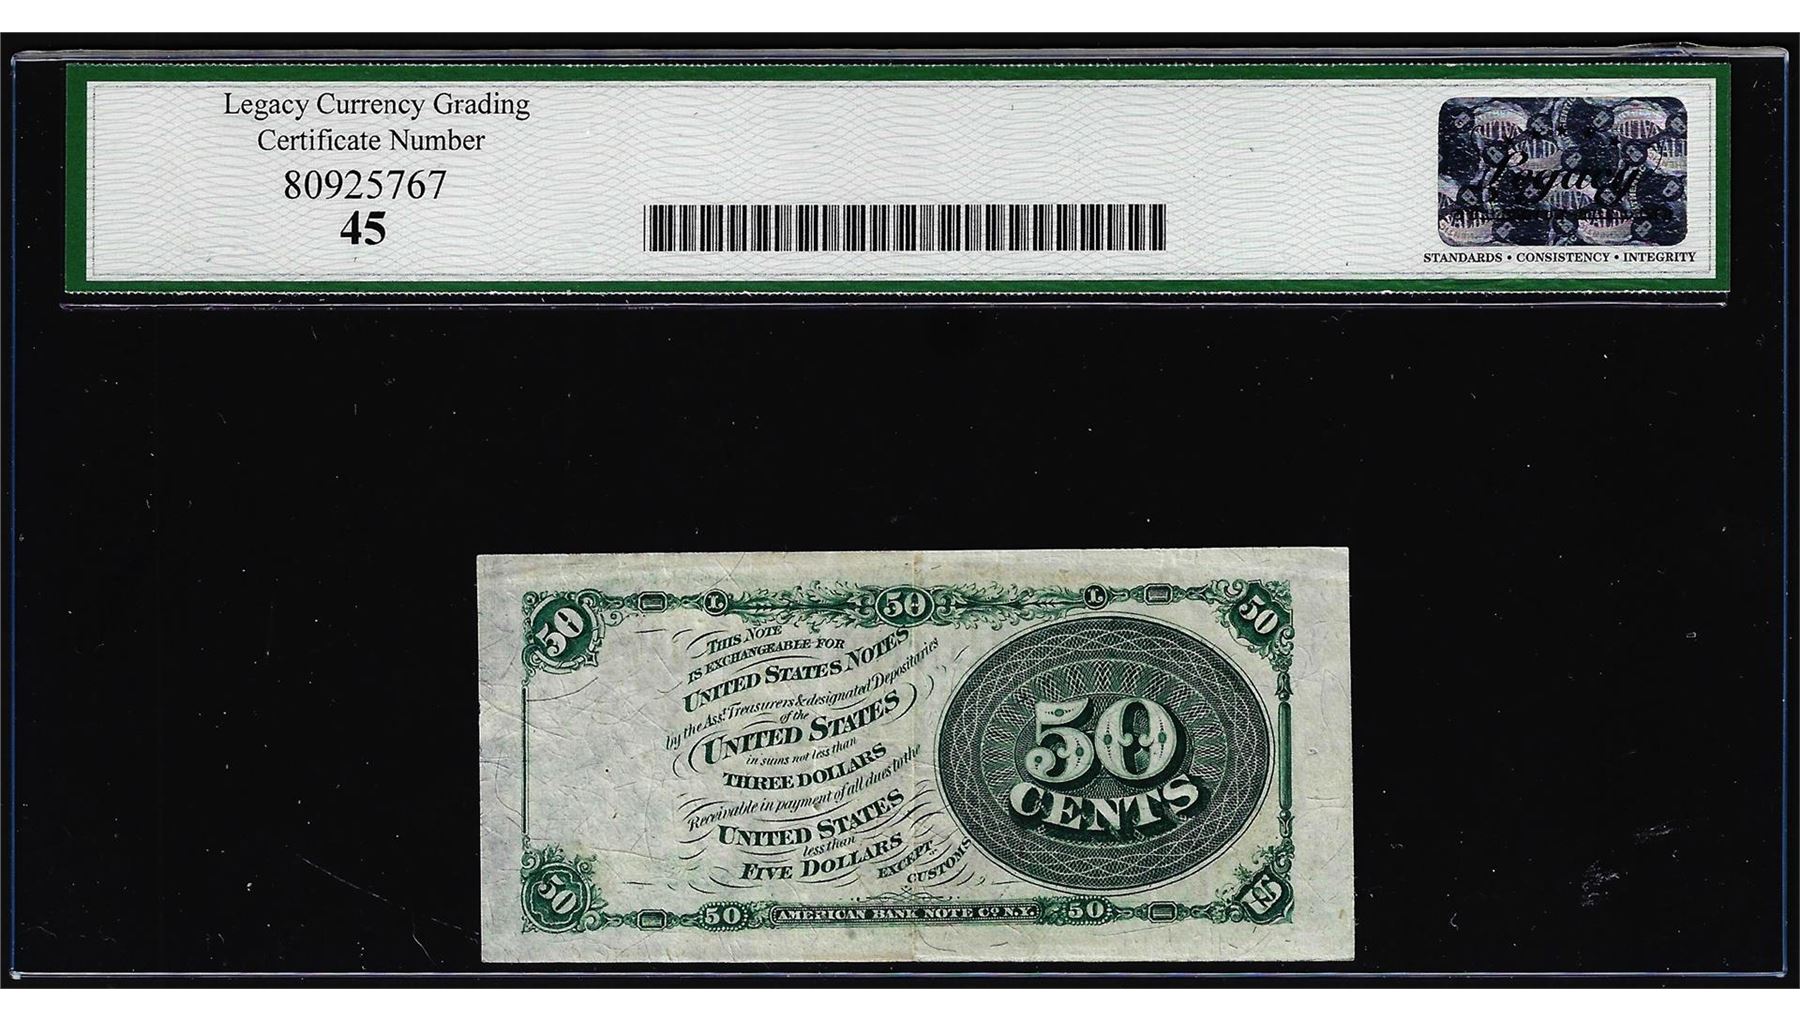 Legacy Currency Grading
Certificate Number
80925767
45
Legacy
STANDARDS • CONSISTENCY • INTEGRITY
50
L
50
L
50
THIS NOTE
IS EXCHANGEABLE FOR
UNITED STATES NOTES
by the Asst. Treasurers & designated Depositaries
of the
UNITED STATES
in sums not less than
THREE DOLLARS
Receivable in payment of all dues to the
UNITED STATES
less than
FIVE DOLLARS
EXCEPT
CUSTOMS
50
CENTS
50
50
AMERICAN BANK NOTE Co. N.Y.
50
50